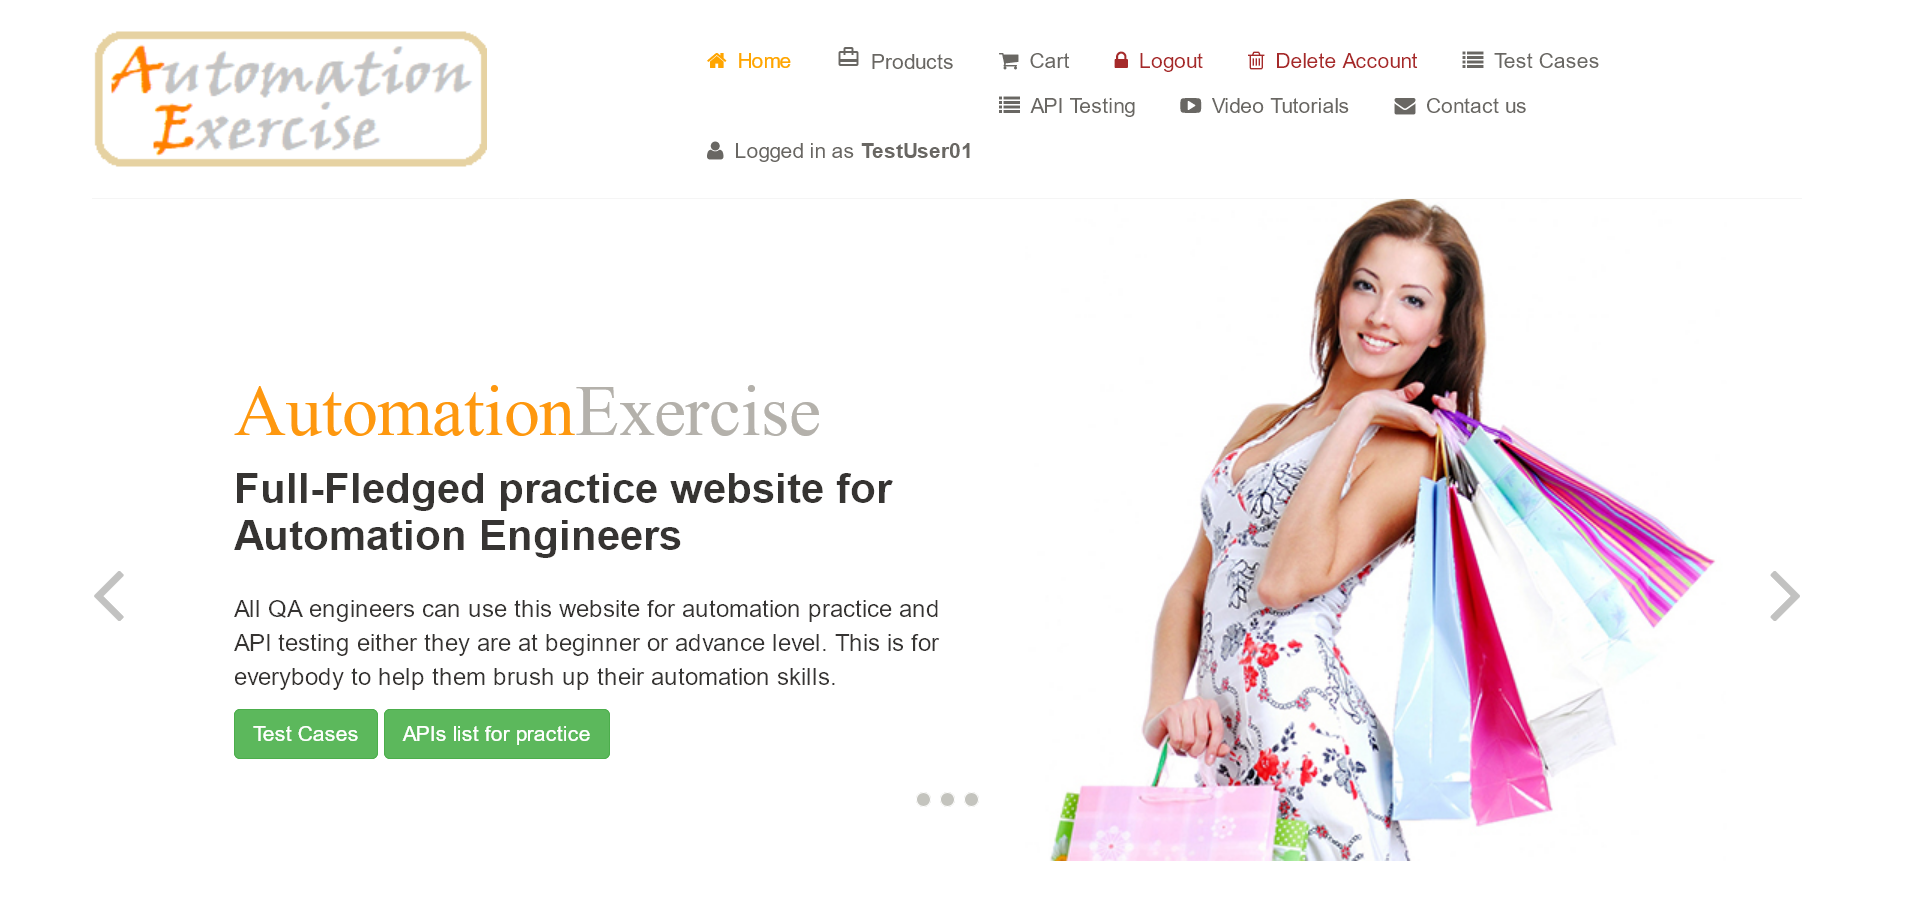 Automation
Exercise
Home Products Cart Logout Delete Account Test Cases
API Testing Video Tutorials Contact us
Logged in as TestUser01
AutomationExercise
Full-Fledged practice website for
Automation Engineers
All QA engineers can use this website for automation practice and
API testing either they are at beginner or advance level. This is for
everybody to help them brush up their automation skills.
Test Cases APIs list for practice